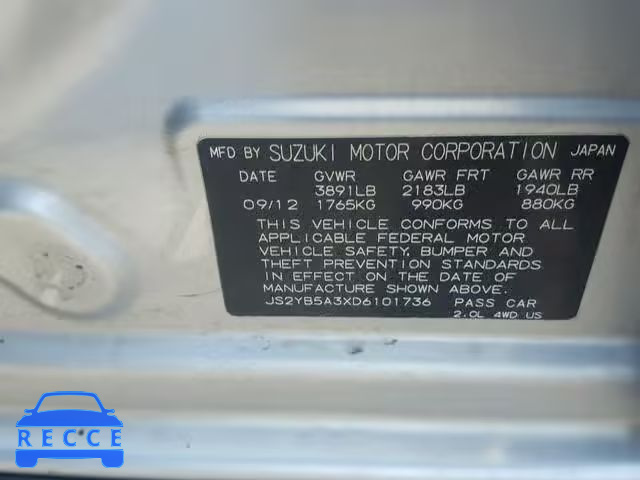 MFD BY SUZUKI MOTOR CORPORATION JAPAN
DATE GVWR GAWR FRT GAWR RR
3891LB 2183LB 1940LB
09/12 1765KG 990KG 880KG
THIS VEHICLE CONFORMS TO ALL
APPLICABLE FEDERAL MOTOR
VEHICLE SAFETY, BUMPER AND
THEFT PREVENTION STANDARDS
IN EFFECT ON THE DATE OF
MANUFACTURE SHOWN ABOVE.
JS2YB5A3XD6101736 PASS CAR
2.0L 4WD US
RECCE